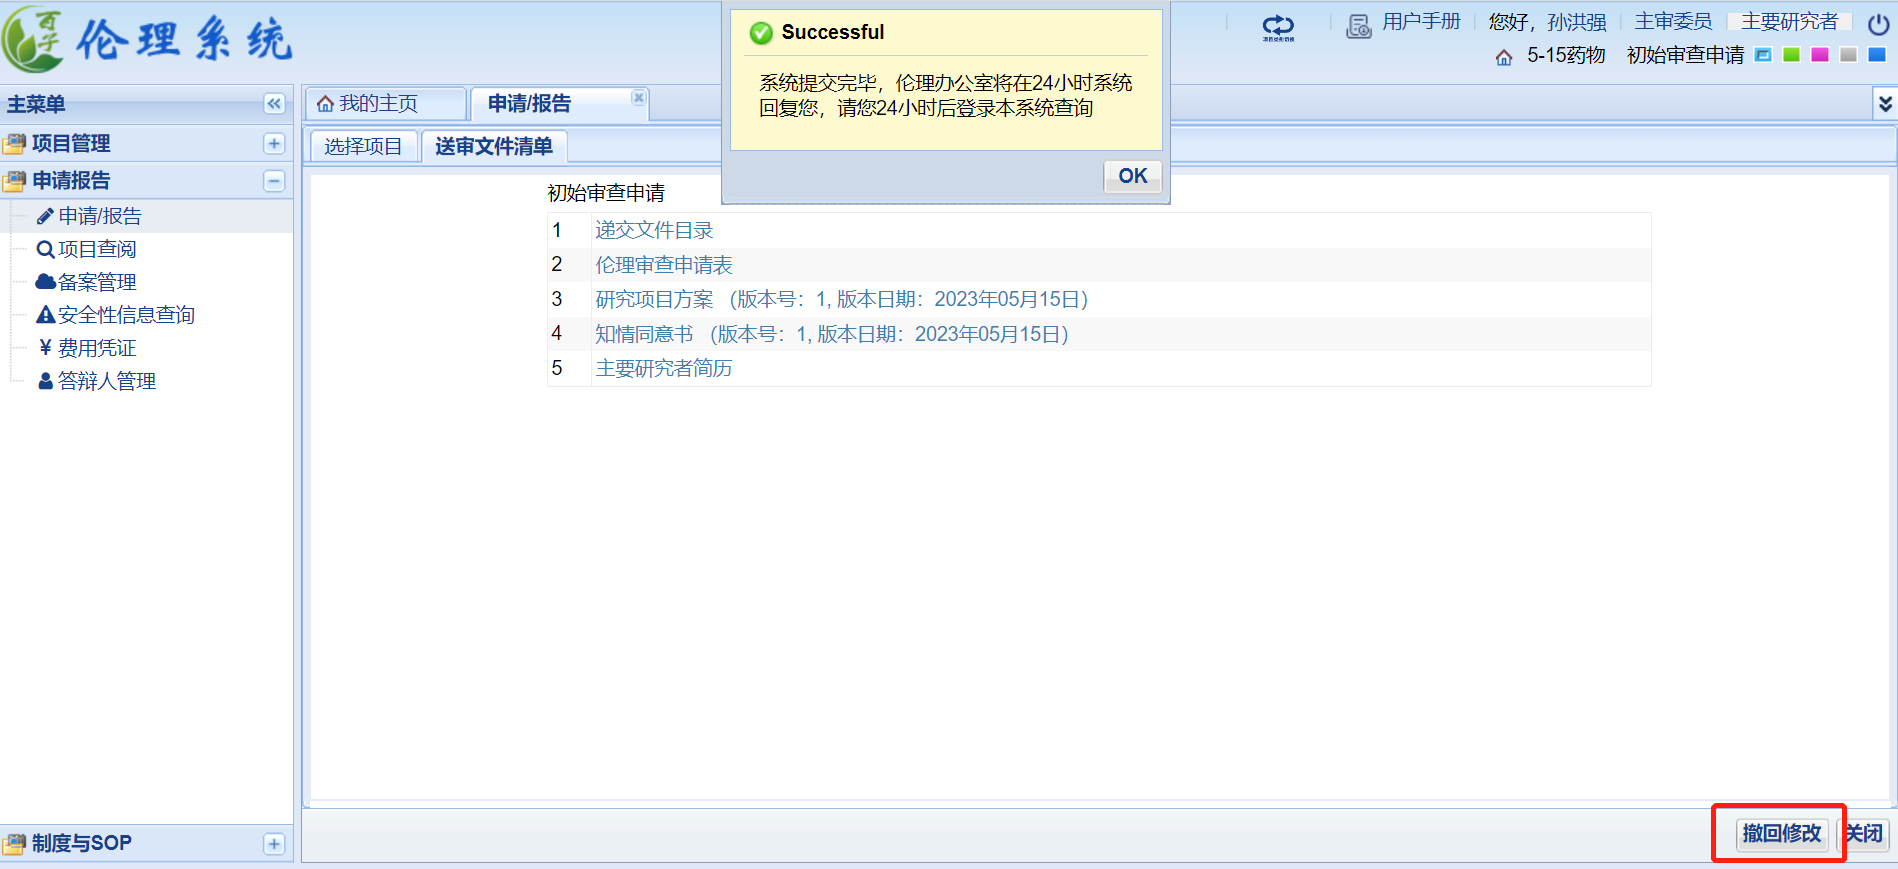 百奥
伦理系统
Successful
系统提交完毕，伦理办公室将在24小时系统
回复您，请您24小时后登录本系统查询
OK
项目类别切换
用户手册
您好，孙洪强
主审委员
主要研究者
5-15药物
初始审查申请
主菜单
项目管理
申请报告
申请/报告
项目查阅
备案管理
安全性信息查询
¥ 费用凭证
答辩人管理
制度与SOP
我的主页
申请/报告
选择项目
送审文件清单
初始审查申请
1 递交文件目录
2 伦理审查申请表
3 研究项目方案 （版本号：1, 版本日期：2023年05月15日）
4 知情同意书 （版本号：1, 版本日期：2023年05月15日）
5 主要研究者简历
撤回修改
关闭